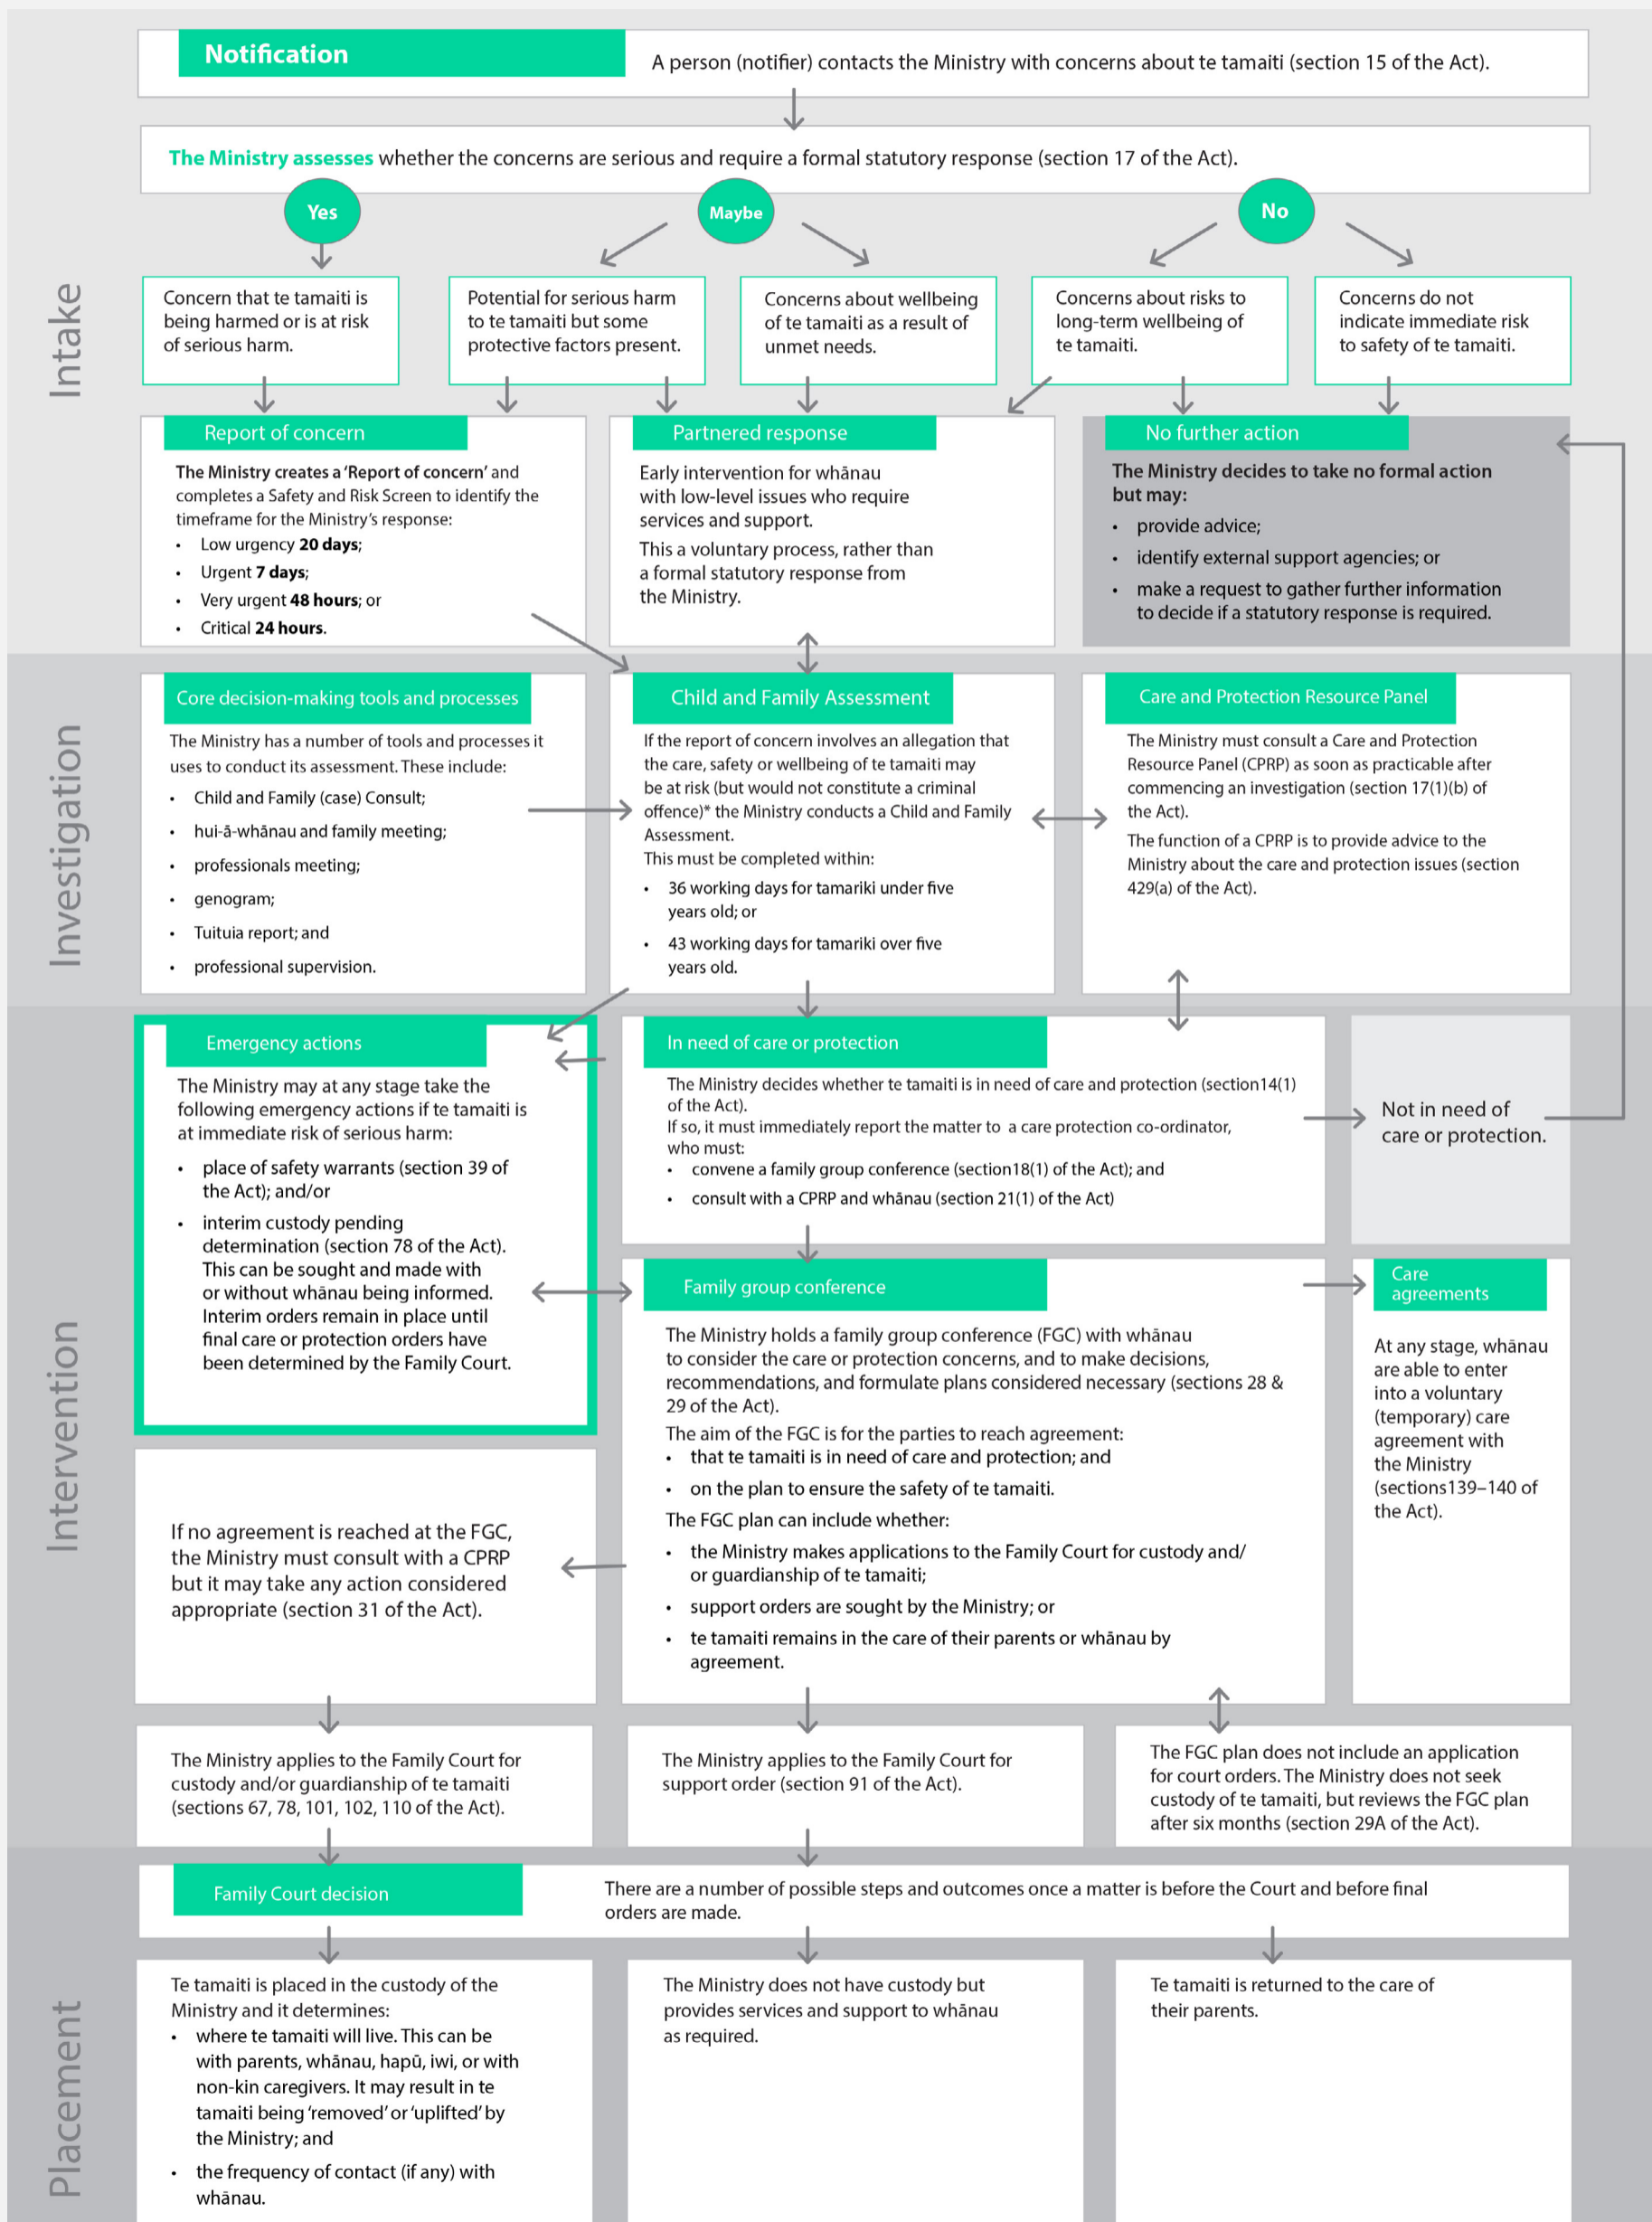 Notification
A person (notifier) contacts the Ministry with concerns about te tamaiti (section 15 of the Act).
The Ministry assesses whether the concerns are serious and require a formal statutory response (section 17 of the Act).
Yes
Maybe
No
Intake
Concern that te tamaiti is
being harmed or is at risk
of serious harm.
Potential for serious harm
to te tamaiti but some
protective factors present.
Concerns about wellbeing
of te tamaiti as a result of
unmet needs.
Concerns about risks to
long-term wellbeing of
te tamaiti.
Concerns do not
indicate immediate risk
to safety of te tamaiti.
Report of concern
The Ministry creates a ‘Report of concern’ and
completes a Safety and Risk Screen to identify the
timeframe for the Ministry’s response:
• Low urgency 20 days;
• Urgent 7 days;
• Very urgent 48 hours; or
• Critical 24 hours.
Partnered response
Early intervention for whānau
with low-level issues who require
services and support.
This a voluntary process, rather than
a formal statutory response from
the Ministry.
No further action
The Ministry decides to take no formal action
but may:
• provide advice;
• identify external support agencies; or
• make a request to gather further information
to decide if a statutory response is required.
Investigation
Core decision-making tools and processes
The Ministry has a number of tools and processes it
uses to conduct its assessment. These include:
• Child and Family (case) Consult;
• hui-ā-whānau and family meeting;
• professionals meeting;
• genogram;
• Tuituia report; and
• professional supervision.
Child and Family Assessment
If the report of concern involves an allegation that
the care, safety or wellbeing of te tamaiti may
be at risk (but would not constitute a criminal
offence)* the Ministry conducts a Child and Family
Assessment.
This must be completed within:
• 36 working days for tamariki under five
years old; or
• 43 working days for tamariki over five
years old.
Care and Protection Resource Panel
The Ministry must consult a Care and Protection
Resource Panel (CPRP) as soon as practicable after
commencing an investigation (section 17(1)(b) of
the Act).
The function of a CPRP is to provide advice to the
Ministry about the care and protection issues (section
429(a) of the Act).
Intervention
Emergency actions
The Ministry may at any stage take the
following emergency actions if te tamaiti is
at immediate risk of serious harm:
• place of safety warrants (section 39 of
the Act); and/or
• interim custody pending
determination (section 78 of the Act).
This can be sought and made with
or without whānau being informed.
Interim orders remain in place until
final care or protection orders have
been determined by the Family Court.
In need of care or protection
The Ministry decides whether te tamaiti is in need of care and protection (section14(1)
of the Act).
If so, it must immediately report the matter to a care protection co-ordinator,
who must:
• convene a family group conference (section18(1) of the Act); and
• consult with a CPRP and whānau (section 21(1) of the Act)
Not in need of
care or protection.
Family group conference
The Ministry holds a family group conference (FGC) with whānau
to consider the care or protection concerns, and to make decisions,
recommendations, and formulate plans considered necessary (sections 28 &
29 of the Act).
The aim of the FGC is for the parties to reach agreement:
• that te tamaiti is in need of care and protection; and
• on the plan to ensure the safety of te tamaiti.
The FGC plan can include whether:
• the Ministry makes applications to the Family Court for custody and/
or guardianship of te tamaiti;
• support orders are sought by the Ministry; or
• te tamaiti remains in the care of their parents or whānau by
agreement.
Care
agreements
At any stage, whānau
are able to enter
into a voluntary
(temporary) care
agreement with
the Ministry
(sections139–140 of
the Act).
If no agreement is reached at the FGC,
the Ministry must consult with a CPRP
but it may take any action considered
appropriate (section 31 of the Act).
The Ministry applies to the Family Court for
custody and/or guardianship of te tamaiti
(sections 67, 78, 101, 102, 110 of the Act).
The Ministry applies to the Family Court for
support order (section 91 of the Act).
The FGC plan does not include an application
for court orders. The Ministry does not seek
custody of te tamaiti, but reviews the FGC plan
after six months (section 29A of the Act).
Placement
Family Court decision
There are a number of possible steps and outcomes once a matter is before the Court and before final
orders are made.
Te tamaiti is placed in the custody of the
Ministry and it determines:
• where te tamaiti will live. This can be
with parents, whānau, hapū, iwi, or with
non-kin caregivers. It may result in te
tamaiti being ‘removed’ or ‘uplifted’ by
the Ministry; and
• the frequency of contact (if any) with
whānau.
The Ministry does not have custody but
provides services and support to whānau
as required.
Te tamaiti is returned to the care of
their parents.